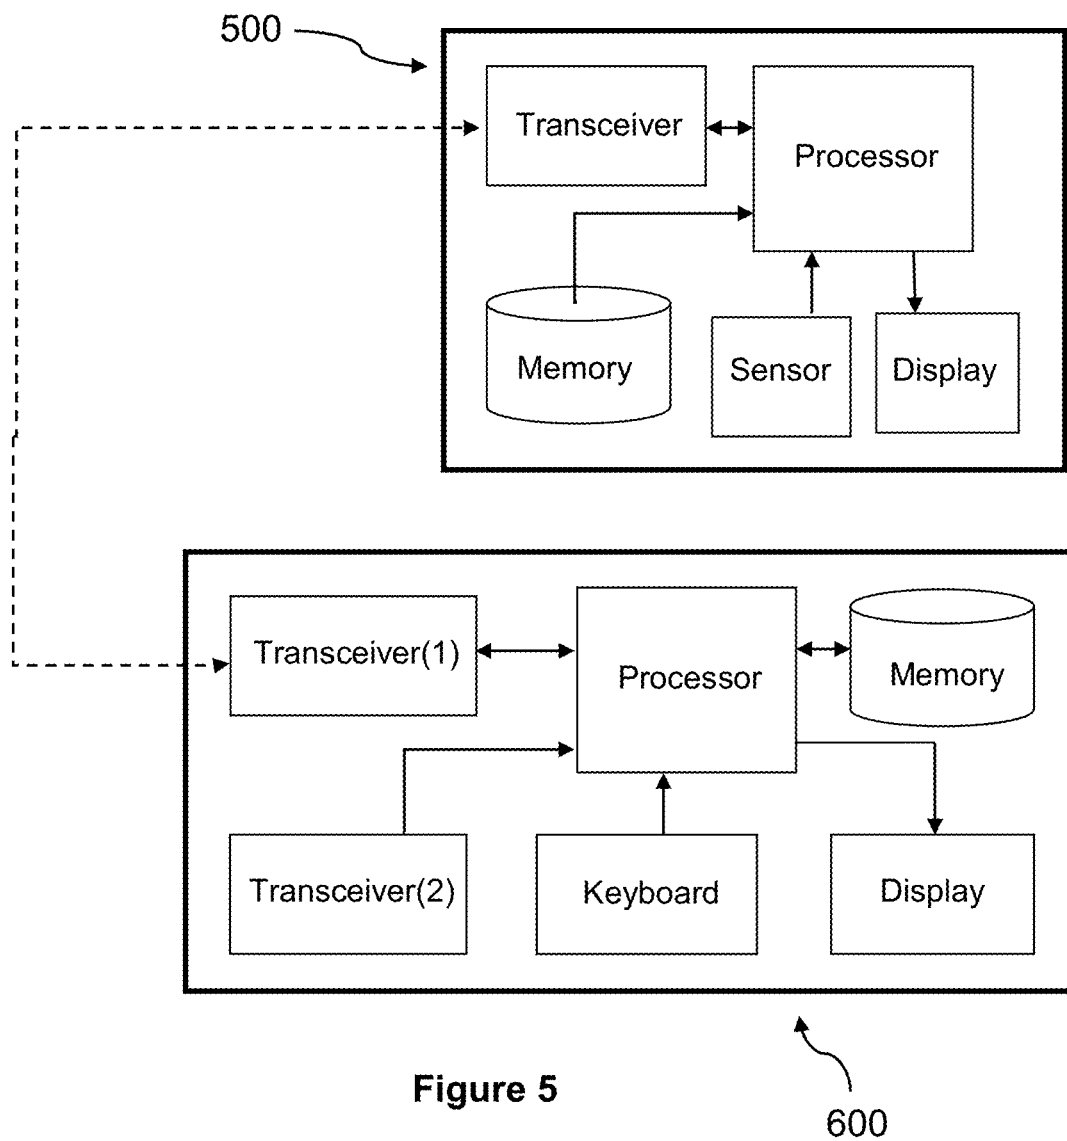 500
Transceiver
Processor
Memory
Sensor
Display
Transceiver(1)
Processor
Memory
Transceiver(2)
Keyboard
Display
Figure 5
600